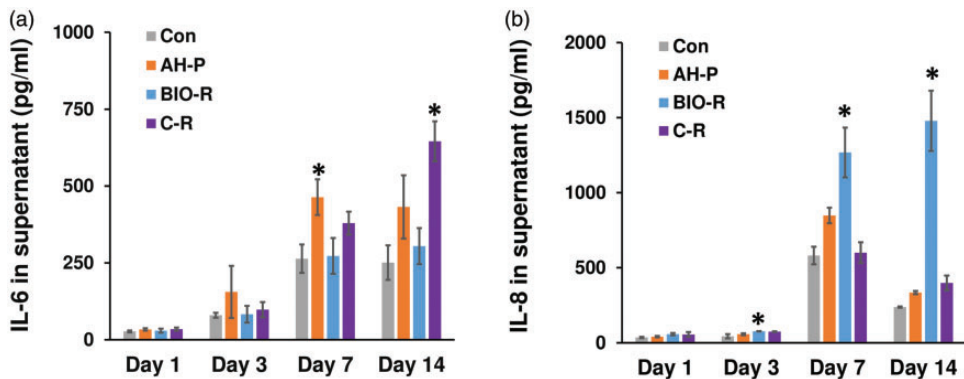 (a)
IL-6 in supernatant (pg/ml)
1000
750
500
250
0
Con
AH-P
BIO-R
C-R
*
*
Day 1 Day 3 Day 7 Day 14
(b)
IL-8 in supernatant (pg/ml)
2000
1500
1000
500
0
Con
AH-P
BIO-R
C-R
*
*
*
Day 1 Day 3 Day 7 Day 14